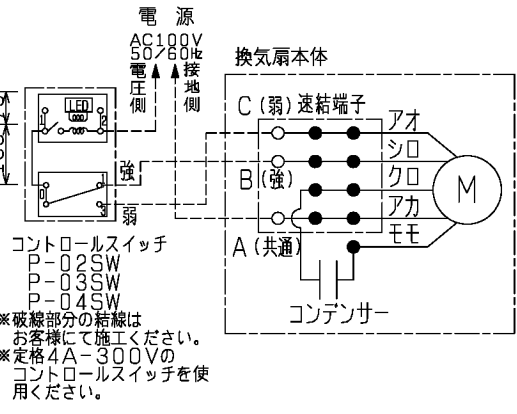 電 源
AC100V
50/60Hz
電圧側
接地側
換気扇本体
LED
1
2
C (弱) 速結端子
アオ
シロ
強
B (強)
クロ
M
0
1
3
弱
アカ
A (共通)
モモ
コンデンサー
コントロールスイッチ
P-02SW
P-03SW
P-04SW
※破線部分の結線は
お客様にて施工ください。
※定格4A-300Vの
コントロールスイッチを使
用ください。